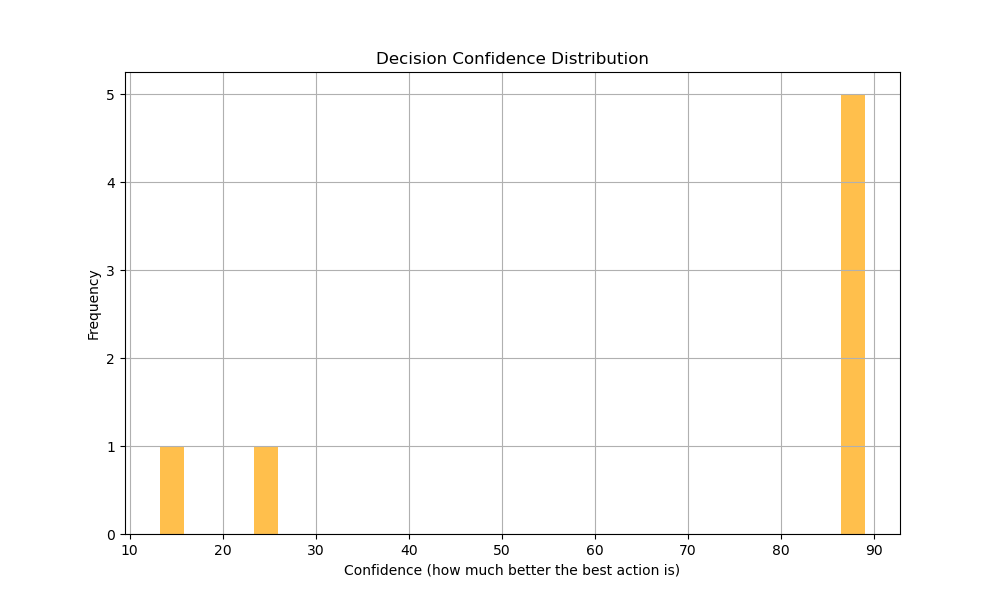 Decision Confidence Distribution
5
4
3
2
1
0
Frequency
10 20 30 40 50 60 70 80 90
Confidence (how much better the best action is)